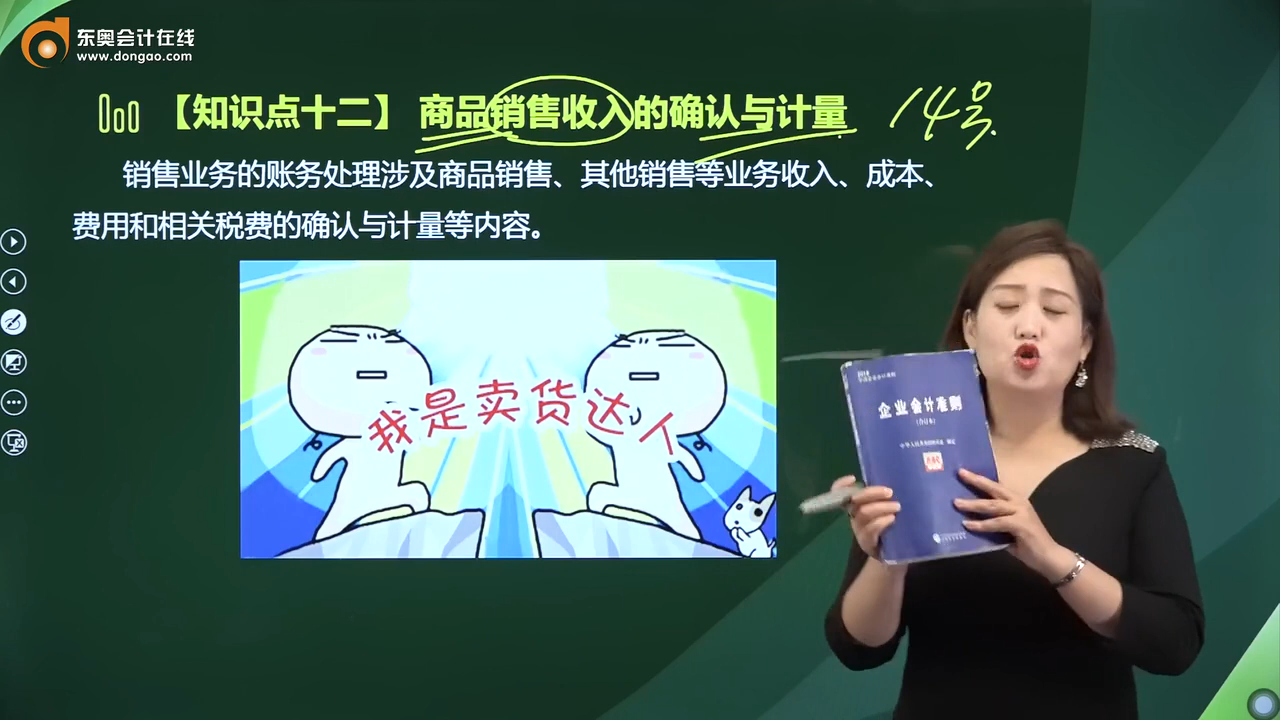 东奥会计在线
www.dongao.com
【知识点十二】 商品销售收入的确认与计量 14号
销售业务的账务处理涉及商品销售、其他销售等业务收入、成本、
费用和相关税费的确认与计量等内容。
我是卖货达人
企业会计准则
（合订本）